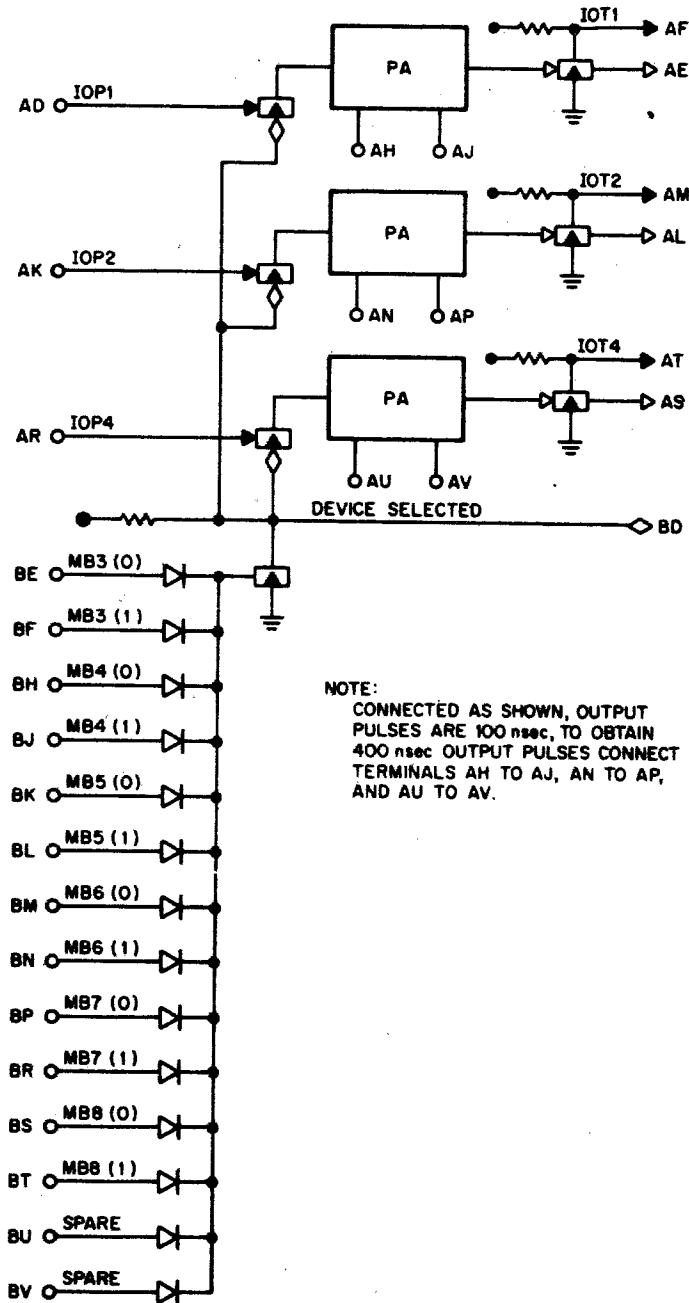 IOT1
AF
PA
AE
AD IOP1
AH AJ
IOT2
AM
PA
AL
AK IOP2
AN AP
IOT4
AT
PA
AS
AR IOP4
AU AV
DEVICE SELECTED
BD
BE MB3 (0)
BF MB3 (1)
BH MB4 (0)
BJ MB4 (1)
BK MB5 (0)
BL MB5 (1)
BM MB6 (0)
BN MB6 (1)
BP MB7 (0)
BR MB7 (1)
BS MB8 (0)
BT MB8 (1)
BU SPARE
BV SPARE
NOTE:
CONNECTED AS SHOWN, OUTPUT
PULSES ARE 100 nsec, TO OBTAIN
400 nsec OUTPUT PULSES CONNECT
TERMINALS AH TO AJ, AN TO AP,
AND AU TO AV.